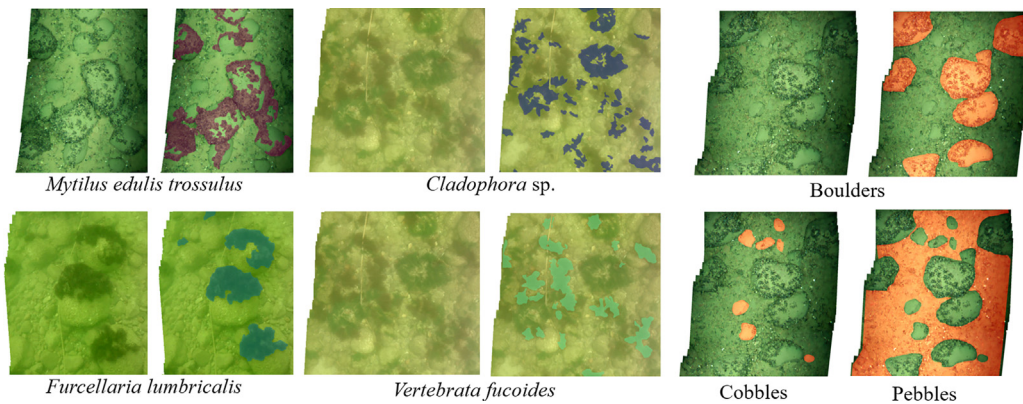 Mytilus edulis trossulus
Cladophora sp.
Boulders
Furcellaria lumbricalis
Vertebrata fucoides
Cobbles
Pebbles